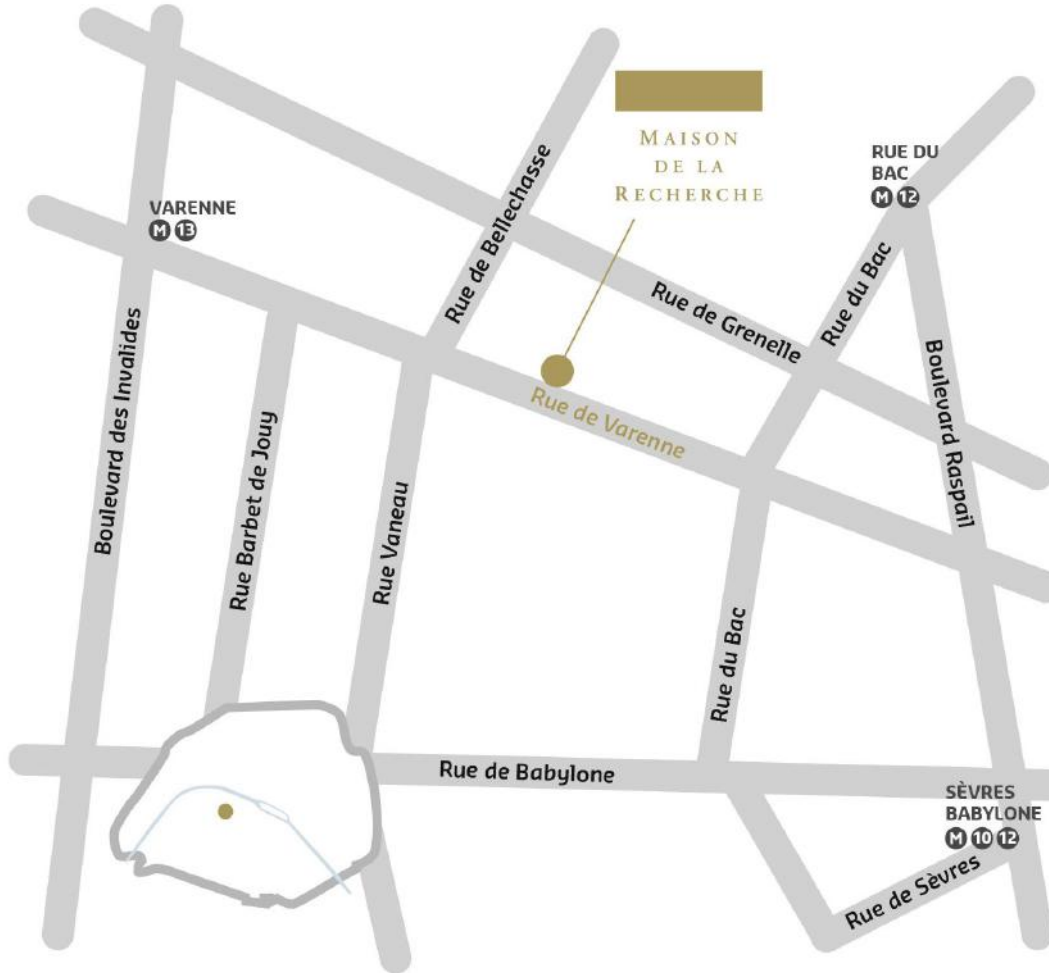 MAISON
DE LA
RECHERCHE
RUE DU
BAC
M 12
VARENNE
M 13
Rue de Bellechasse
Rue du Bac
Rue de Grenelle
Boulevard des Invalides
Boulevard Raspail
Rue de Varenne
Rue Barbet de Jouy
Rue Vaneau
Rue du Bac
Rue de Babylone
SÈVRES
BABYLONE
M 10 12
Rue de Sèvres